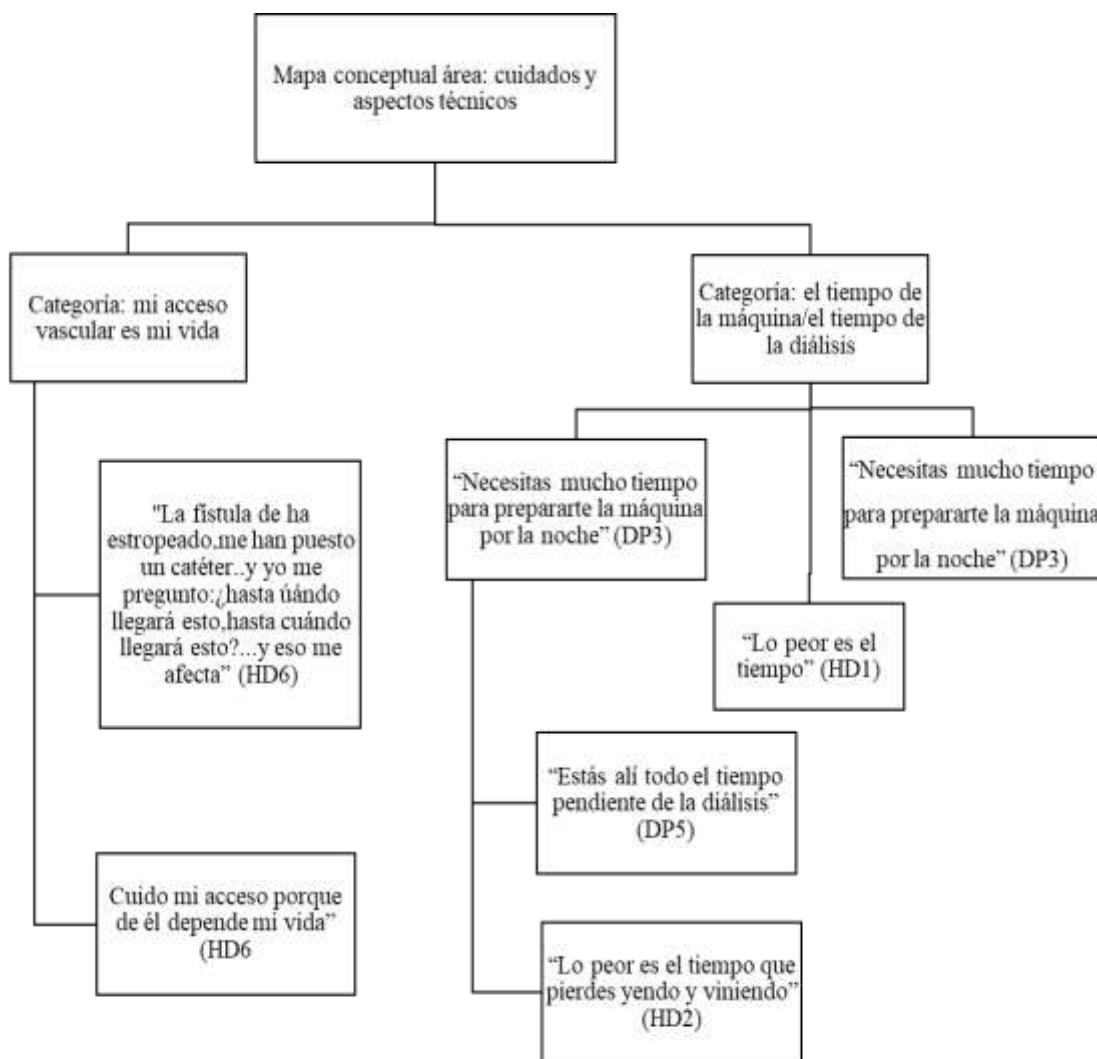 Mapa conceptual área: cuidados y
aspectos técnicos
Categoría: mi acceso
vascular es mi vida
Categoría: el tiempo de
la máquina/el tiempo de
la diálisis
"La fístula de ha
estropeado,me han puesto
un catéter..y yo me
pregunto:¿hasta úándo
llegará esto,hasta cuándo
llegará esto?...y eso me
afecta” (HD6)
Cuido mi acceso porque
de él depende mi vida”
(HD6
“Necesitas mucho tiempo
para prepararte la máquina
por la noche” (DP3)
“Necesitas mucho tiempo
para prepararte la máquina
por la noche” (DP3)
“Lo peor es el
tiempo” (HD1)
“Estás alí todo el tiempo
pendiente de la diálisis”
(DP5)
“Lo peor es el tiempo que
pierdes yendo y viniendo”
(HD2)